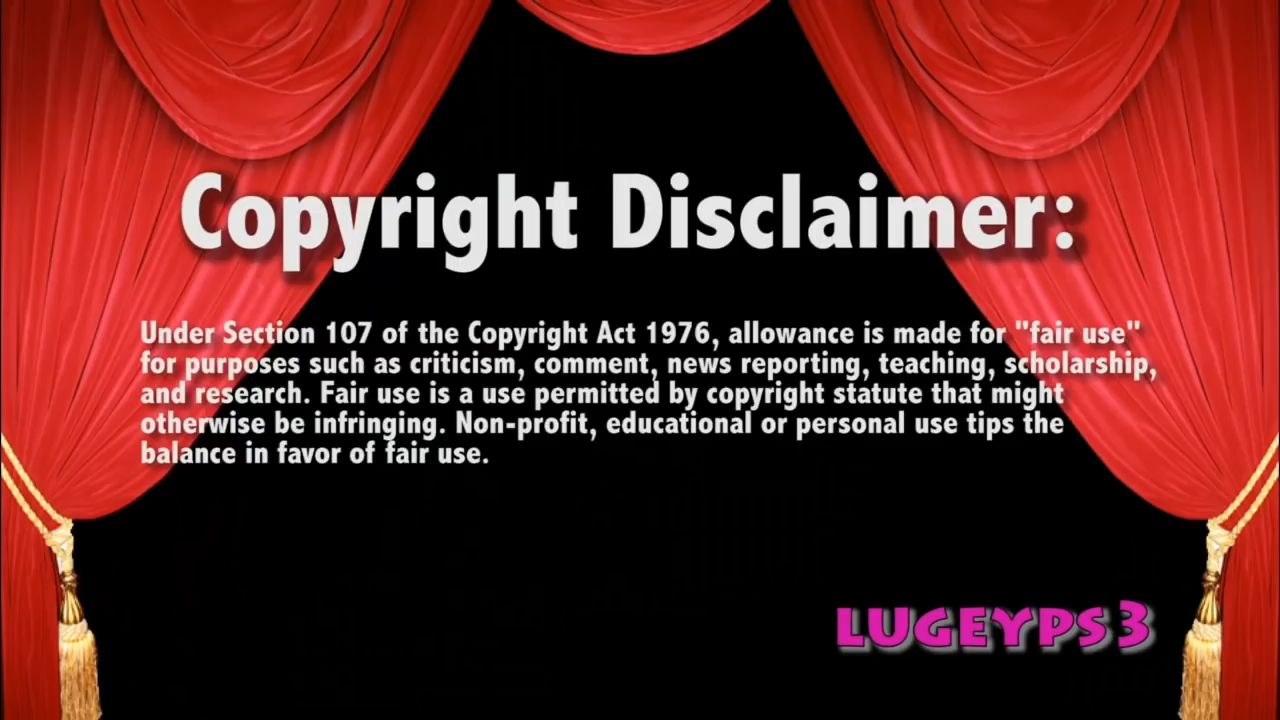 Copyright Disclaimer:
Under Section 107 of the Copyright Act 1976, allowance is made for "fair use"
for purposes such as criticism, comment, news reporting, teaching, scholarship,
and research. Fair use is a use permitted by copyright statute that might
otherwise be infringing. Non-profit, educational or personal use tips the
balance in favor of fair use.
LUGEYPS3